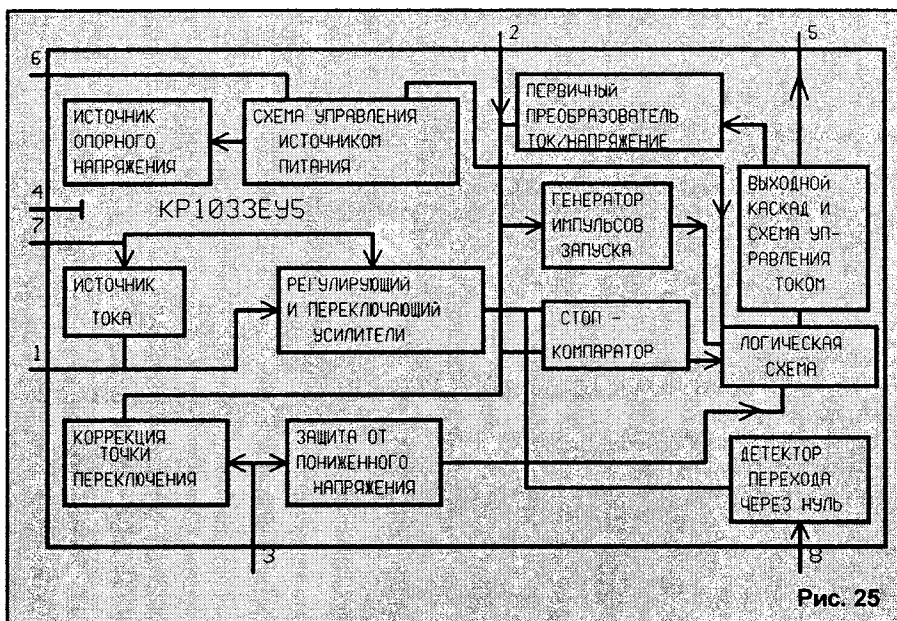 2
5
6
ИСТОЧНИК
ОПОРНОГО
НАПРЯЖЕНИЯ
СХЕМА УПРАВЛЕНИЯ
ИСТОЧНИКОМ
ПИТАНИЯ
ПЕРВИЧНЫЙ
ПРЕОБРАЗОВАТЕЛЬ
ТОК/НАПРЯЖЕНИЕ
4
КР1033ЕУ5
7
ГЕНЕРАТОР
ИМПУЛЬСОВ
ЗАПУСКА
ВЫХОДНОЙ
КАСКАД И
СХЕМА УП-
РАВЛЕНИЯ
ТОКОМ
ИСТОЧНИК
ТОКА
РЕГУЛИРУЮЩИЙ
И ПЕРЕКЛЮЧАЮЩИЙ
УСИЛИТЕЛИ
СТОП -
КОМПАРАТОР
ЛОГИЧЕСКАЯ
СХЕМА
1
КОРРЕКЦИЯ
ТОЧКИ
ПЕРЕКЛЮЧЕНИЯ
ЗАЩИТА ОТ
ПОНИЖЕННОГО
НАПРЯЖЕНИЯ
ДЕТЕКТОР
ПЕРЕХОДА
ЧЕРЕЗ НУЛЬ
3
8
Рис. 25